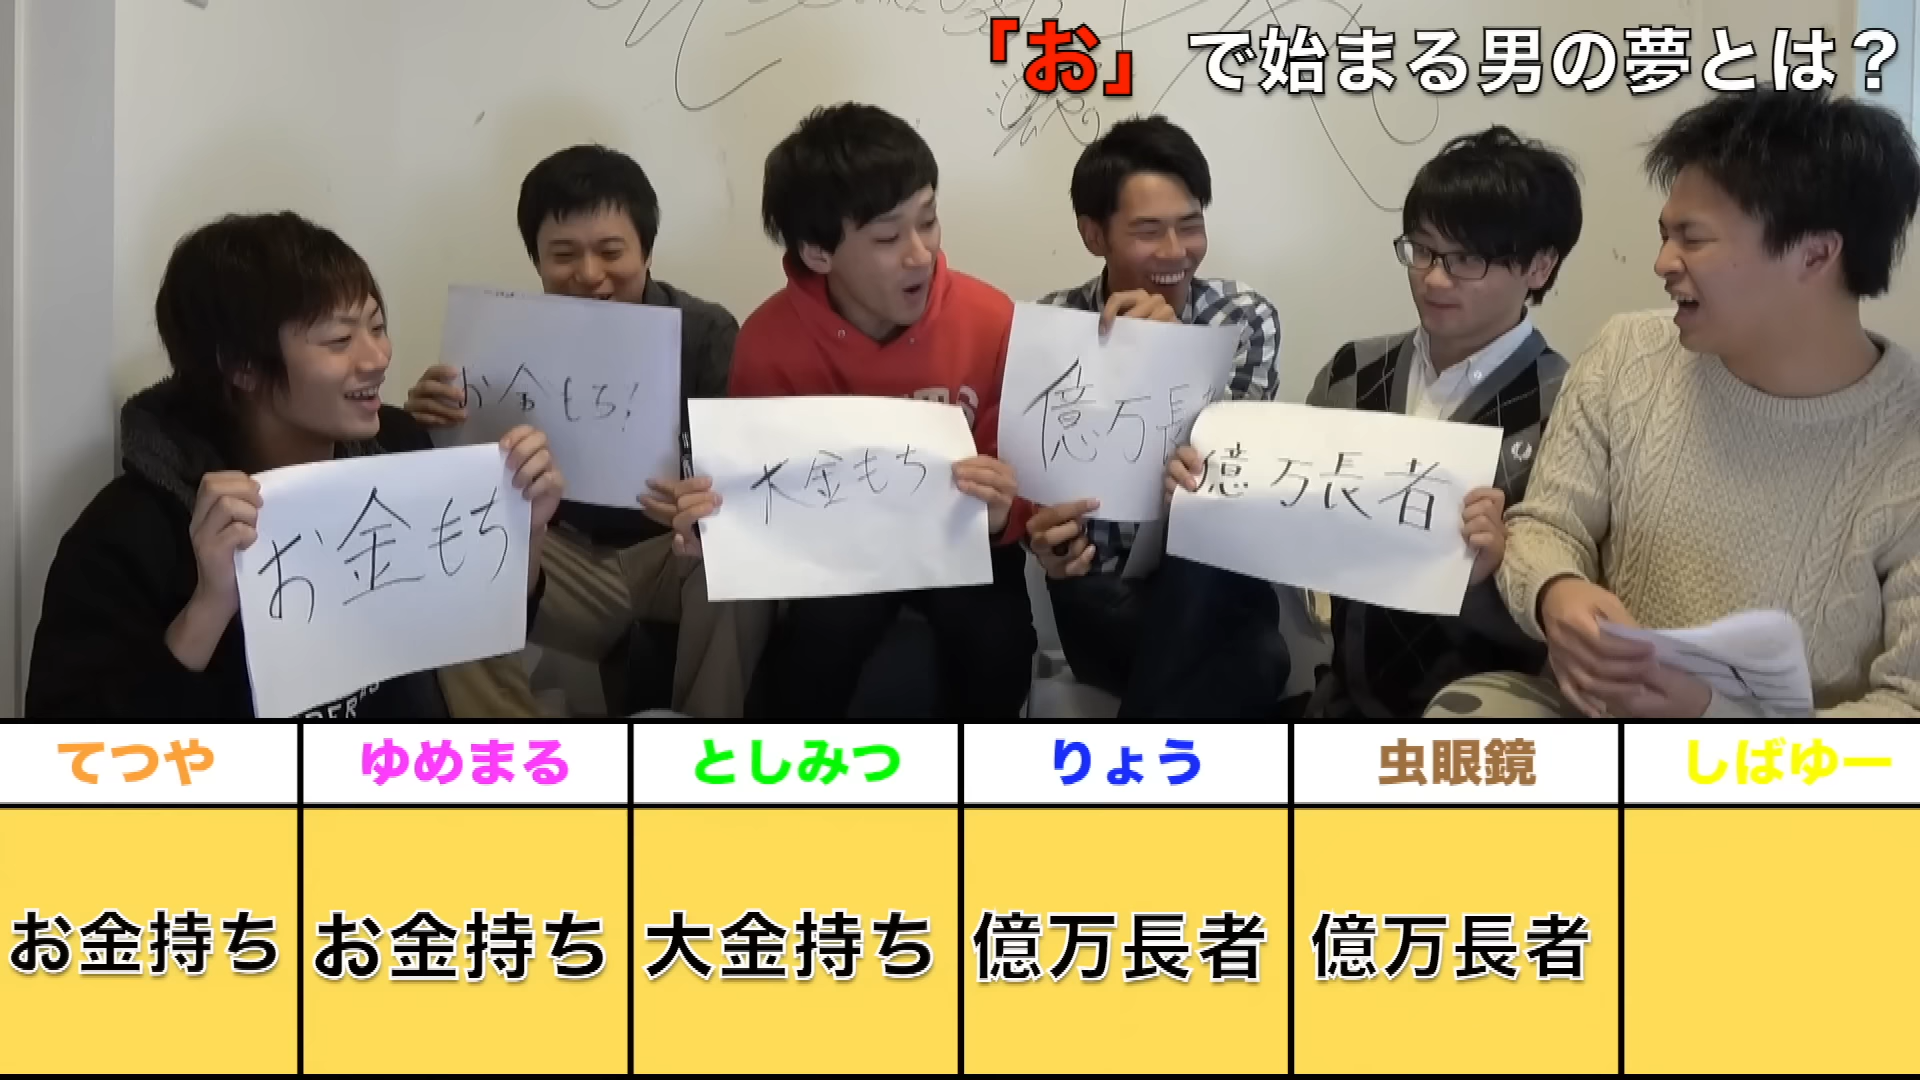 「お」で始まる男の夢とは？
お金もち!
億万長
大金もち
億万長者
お金もち
てつや
ゆめまる
としみつ
りょう
虫眼鏡
しばゆー
お金持ち
お金持ち
大金持ち
億万長者
億万長者